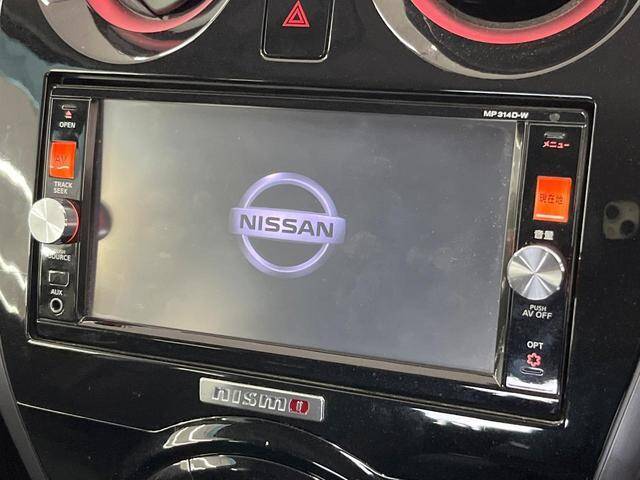 MP314D-W
OPEN
AV
TRACK
SEEK
PUSH
SOURCE
AUX
NISSAN
メニュー
現在地
音量
PUSH
AV OFF
OPT
nismo